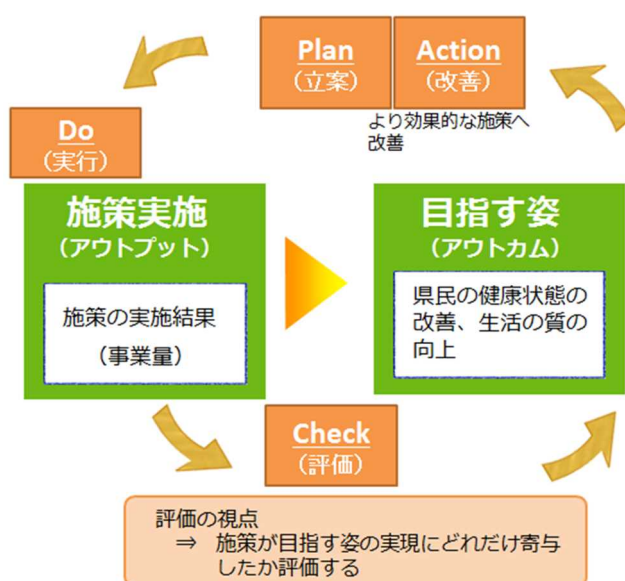 Plan
（立案）
Action
（改善）
より効果的な施策へ
改善
Do
（実行）
施策実施
（アウトプット）
施策の実施結果
（事業量）
目指す姿
（アウトカム）
県民の健康状態の
改善、生活の質の
向上
Check
（評価）
評価の視点
⇒ 施策が目指す姿の実現にどれだけ寄与
したか評価する